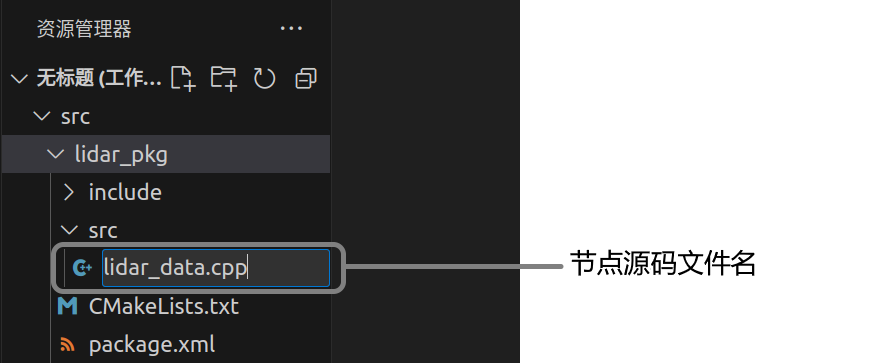 资源管理器 ···
无标题 (工作...
src
lidar_pkg
include
src
lidar_data.cpp
节点源码文件名
CMakeLists.txt
package.xml